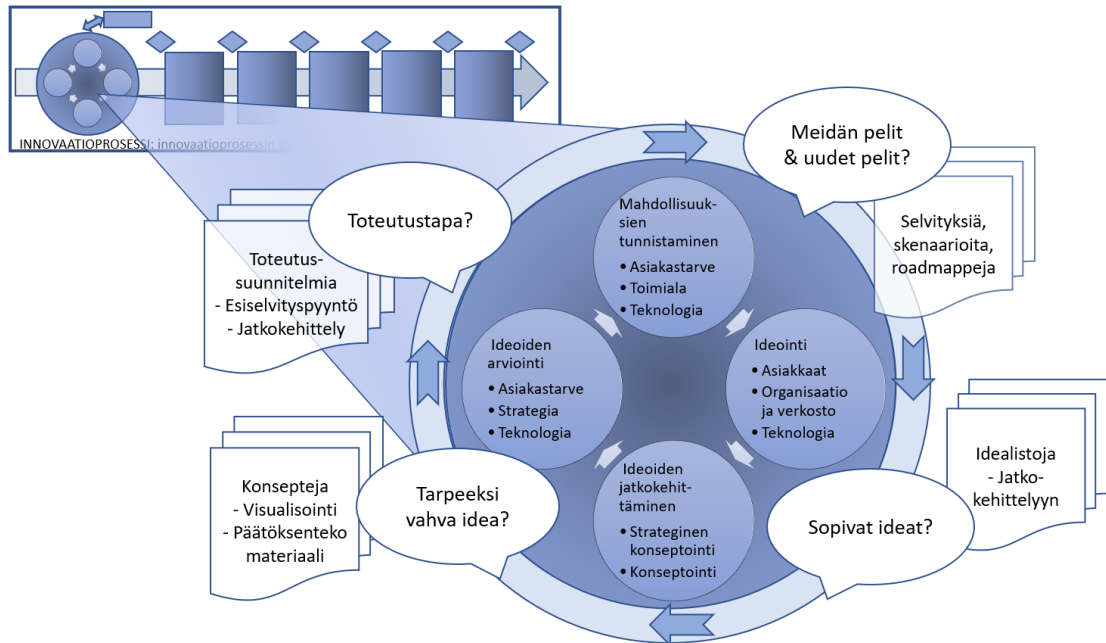 INNOVAATIOPROSESSI: innovaatioprosessin
Meidän pelit
& uudet pelit?
Selvityksiä,
skenaarioita,
roadmappeja
Toteutustapa?
Toteutus-
suunnitelmia
- Esiselvityspyyntö
- Jatkokehittely
Mahdollisuuk-
sien
tunnistaminen
• Asiakastarve
• Toimiala
• Teknologia
Ideoiden
arviointi
• Asiakastarve
• Strategia
• Teknologia
Ideointi
• Asiakkaat
• Organisaatio
ja verkosto
• Teknologia
Ideoiden
jatkokehit-
täminen
• Strateginen
konseptointi
• Konseptointi
Idealistoja
- Jatko-
kehittelyyn
Sopivat ideat?
Tarpeeksi
vahva idea?
Konsepteja
- Visualisointi
- Päätöksenteko
materiaali